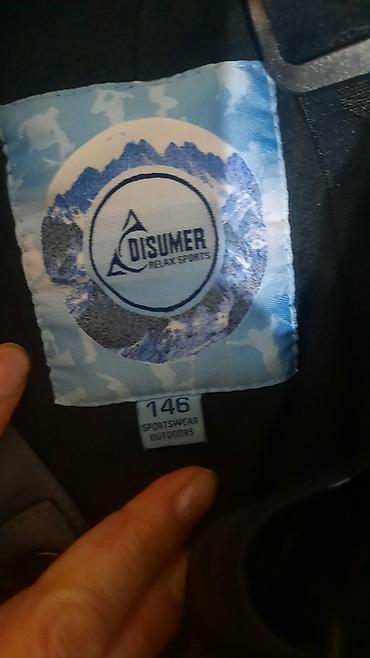 DISUMER
RELAX SPORTS
146
SPORTSWEAR
OUTDOORS